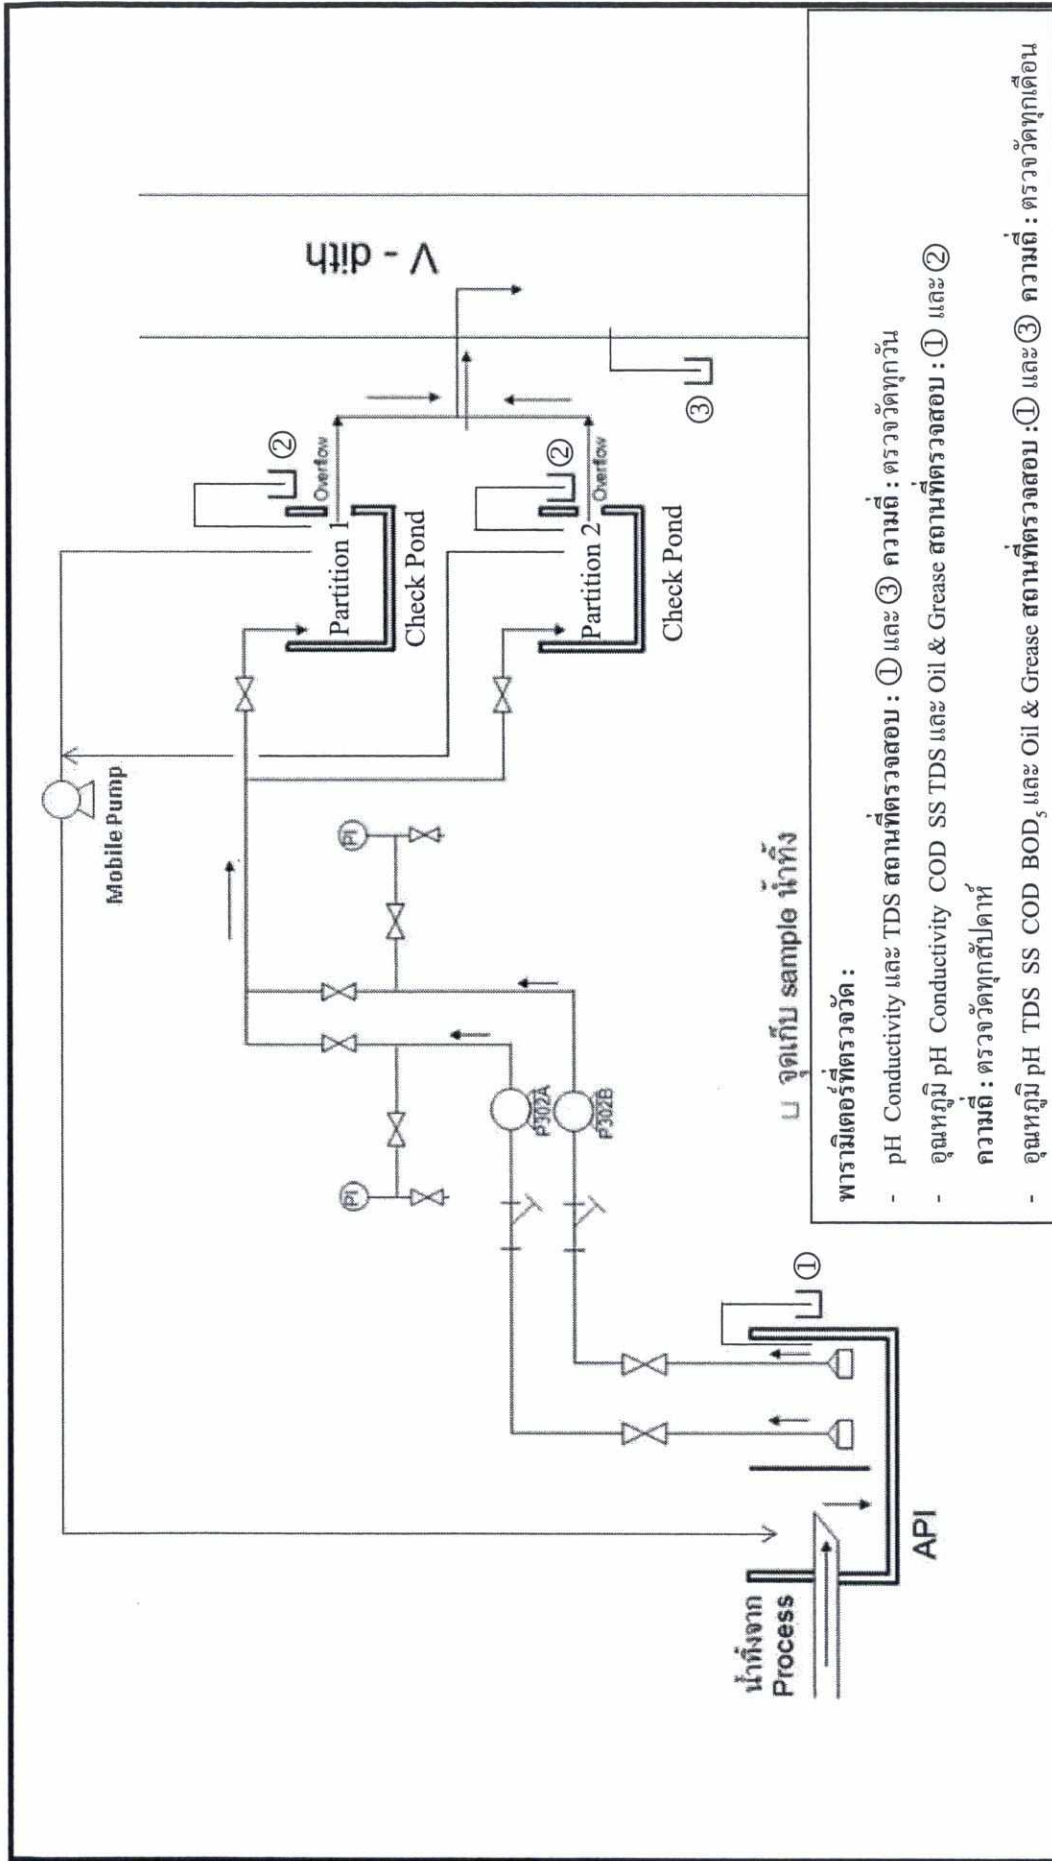 Mobile Pump
V - dith
②
Overflow
Partition 1
Check Pond
②
Overflow
Partition 2
Check Pond
③
PI
PI
P302A
P302B
①
น้ำทิ้งจาก
Process
API
จุดเก็บ sample น้ำทิ้ง
พารามิเตอร์ที่ตรวจวัด :
- pH Conductivity และ TDS สถานที่ตรวจสอบ : ① และ ③ ความถี่ : ตรวจวัดทุกวัน
- อุณหภูมิ pH Conductivity COD SS TDS และ Oil & Grease สถานที่ตรวจสอบ : ① และ ②
ความถี่ : ตรวจวัดทุกสัปดาห์
- อุณหภูมิ pH TDS SS COD BOD₅ และ Oil & Grease สถานที่ตรวจสอบ :① และ ③ ความถี่ : ตรวจวัดทุกเดือน